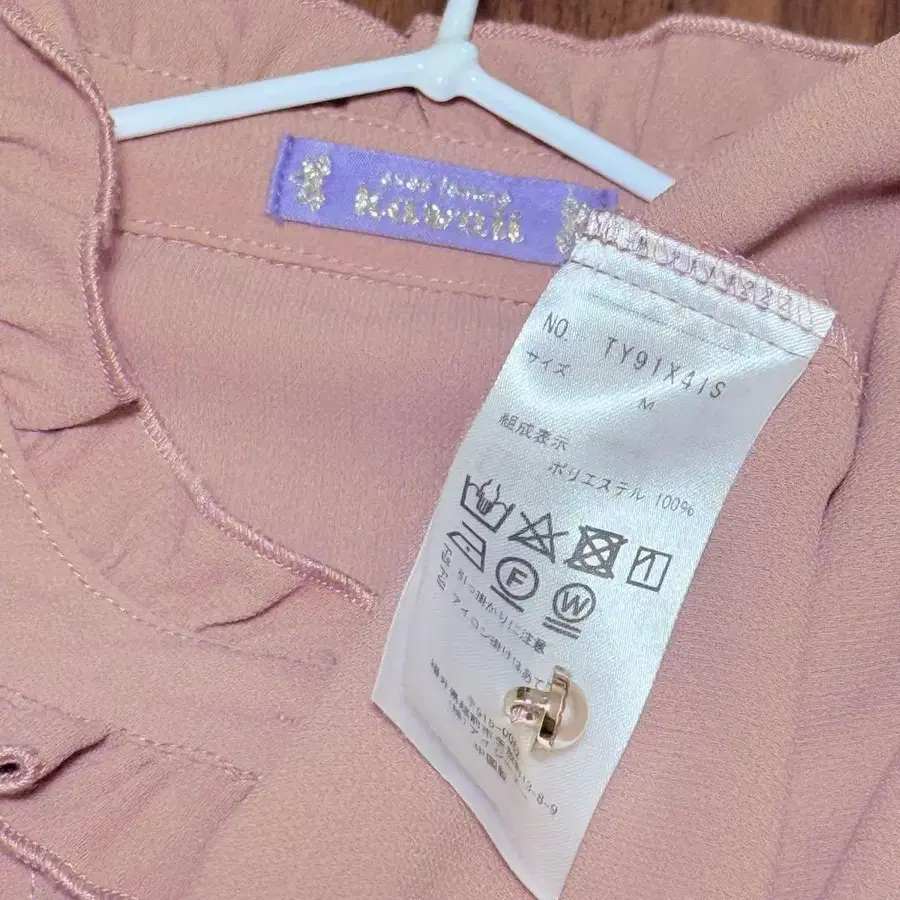 axes femme
kawaii
NO. TY91X41S
サイズ M
組成表示
ポリエステル 100%
F
W
引っ掛かりに注意
アイロン掛けはあて
中国製